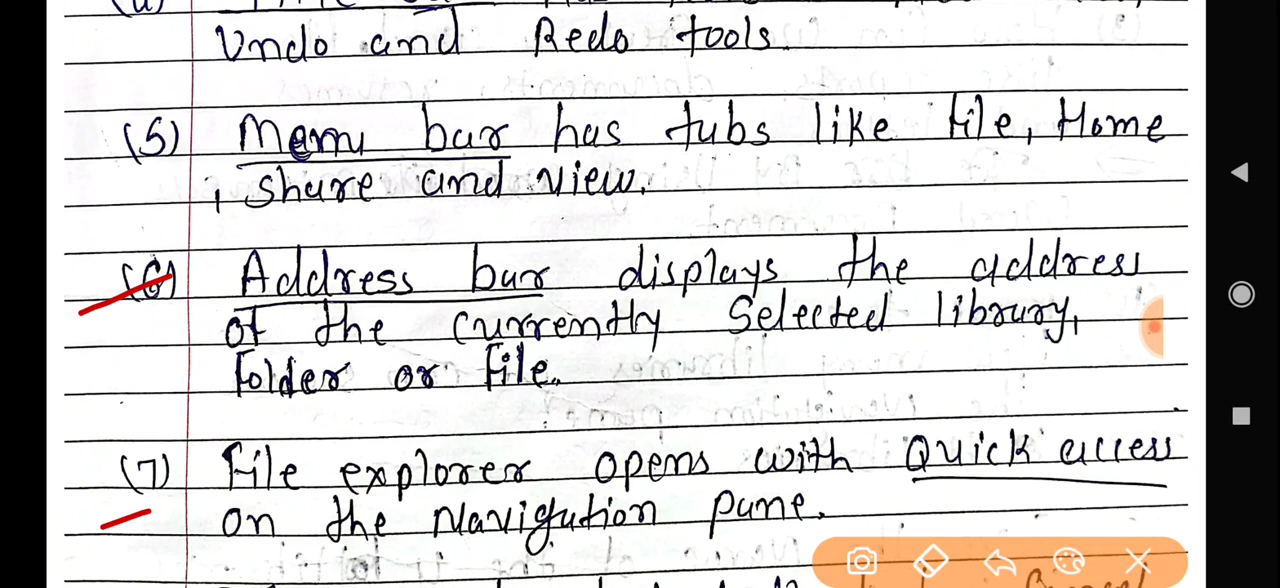 Undo and Redo tools.
(5) Menu bar has tabs like file, Home
, share and view.
(6) Address bar displays the address
of the currently selected library,
folder or file.
(7) File explorer opens with Quick access
on the Navigation pane.